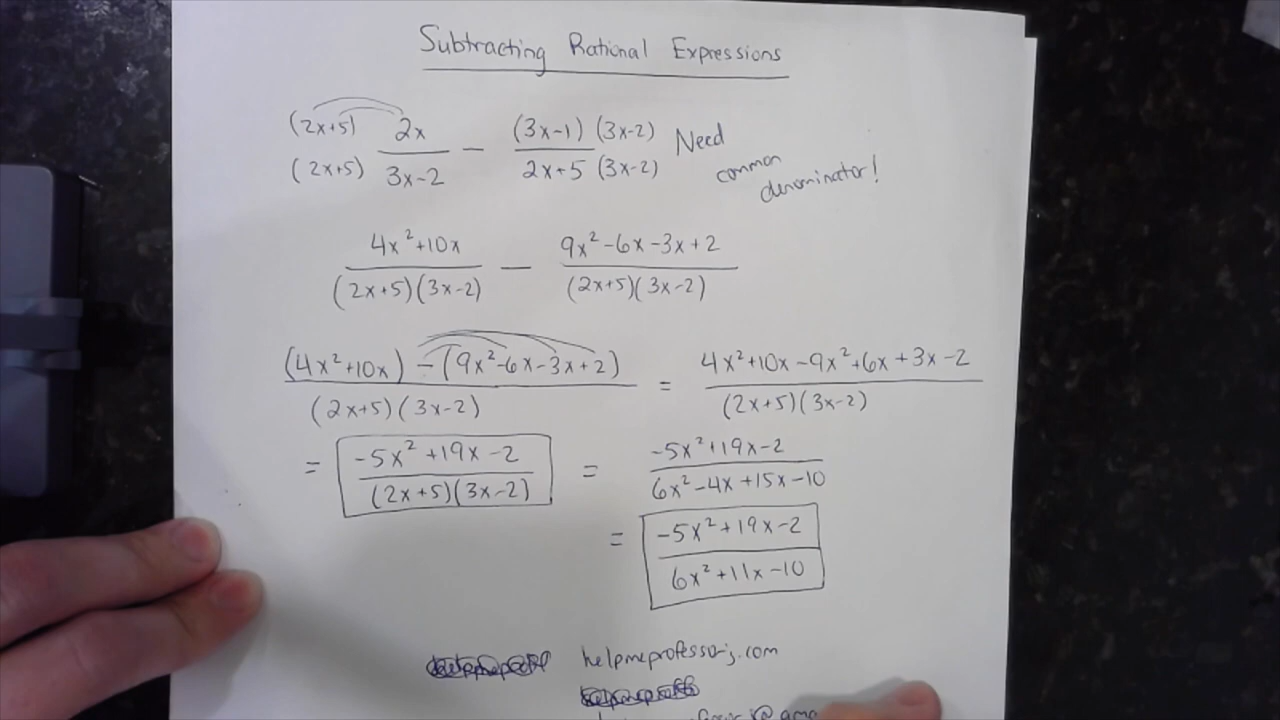 Subtracting Rational Expressions
(2x+5) 2x - (3x-1) (3x-2) Need
(2x+5) 3x-2 2x+5 (3x-2) common
denominator!
4x²+10x - 9x²-6x-3x+2
(2x+5)(3x-2) (2x+5)(3x-2)
(4x²+10x) - (9x²-6x-3x+2) = 4x²+10x-9x²+6x+3x-2
(2x+5)(3x-2) (2x+5)(3x-2)
= -5x²+19x-2 = -5x²+19x-2
(2x+5)(3x-2) 6x²-4x+15x-10
= -5x²+19x-2
6x²+11x-10
helpmeprofessorj.com